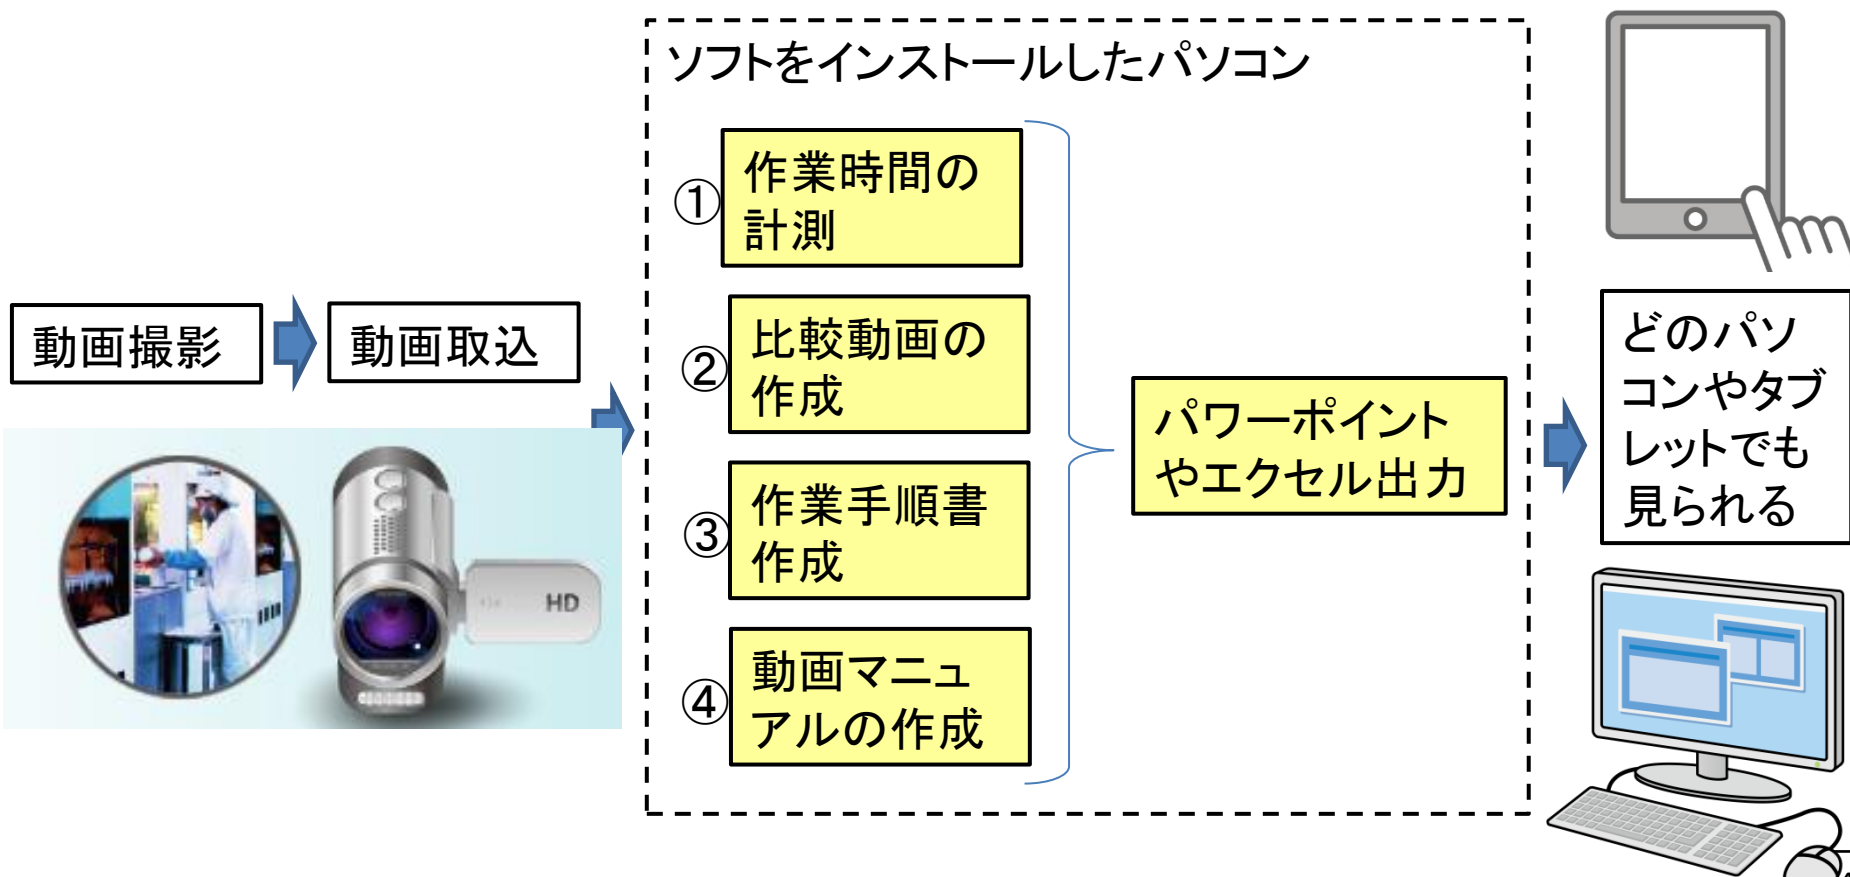 ソフトをインストールしたパソコン
①
作業時間の
計測
動画撮影
動画取込
②
比較動画の
作成
③
作業手順書
作成
④
動画マニュ
アルの作成
パワーポイント
やエクセル出力
どのパソ
コンやタブ
レットでも
見られる
HD